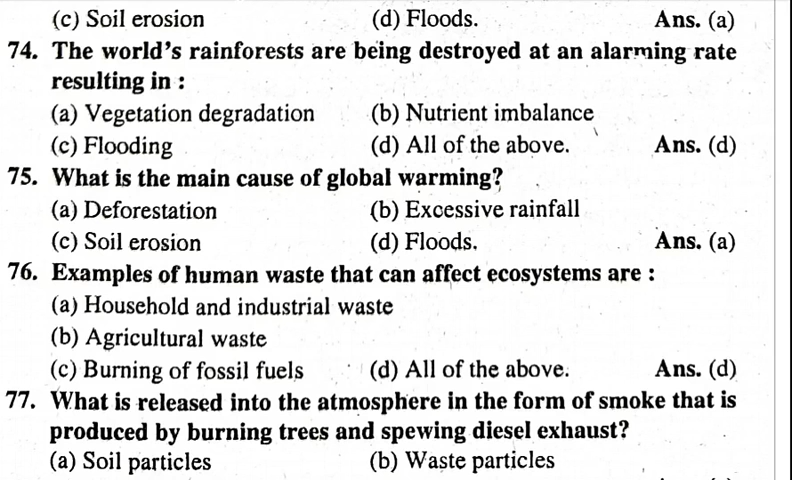 (c) Soil erosion (d) Floods. Ans. (a)
74. The world's rainforests are being destroyed at an alarming rate
resulting in :
(a) Vegetation degradation (b) Nutrient imbalance
(c) Flooding (d) All of the above. Ans. (d)
75. What is the main cause of global warming?
(a) Deforestation (b) Excessive rainfall
(c) Soil erosion (d) Floods. Ans. (a)
76. Examples of human waste that can affect ecosystems are :
(a) Household and industrial waste
(b) Agricultural waste
(c) Burning of fossil fuels (d) All of the above. Ans. (d)
77. What is released into the atmosphere in the form of smoke that is
produced by burning trees and spewing diesel exhaust?
(a) Soil particles (b) Waste particles